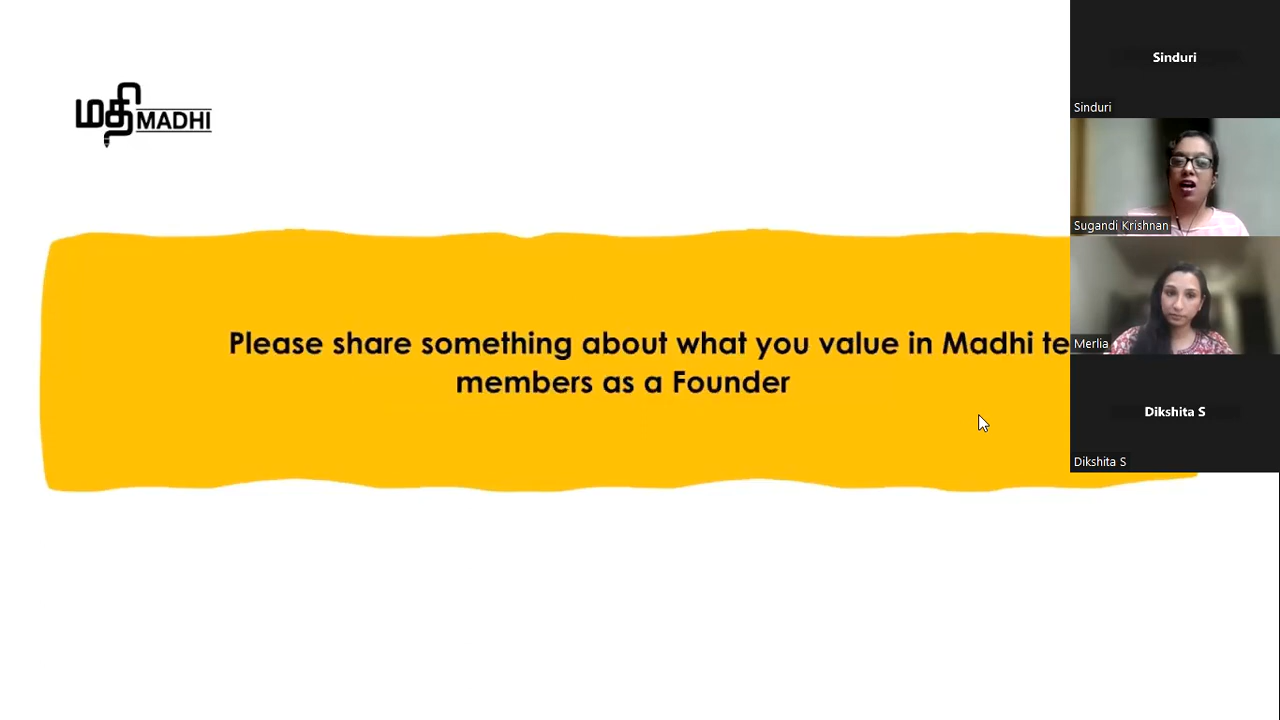 மதி MADHI
Please share something about what you value in Madhi te
members as a Founder
Sinduri
Sinduri
Sugandi Krishnan
Merlia
Dikshita S
Dikshita S